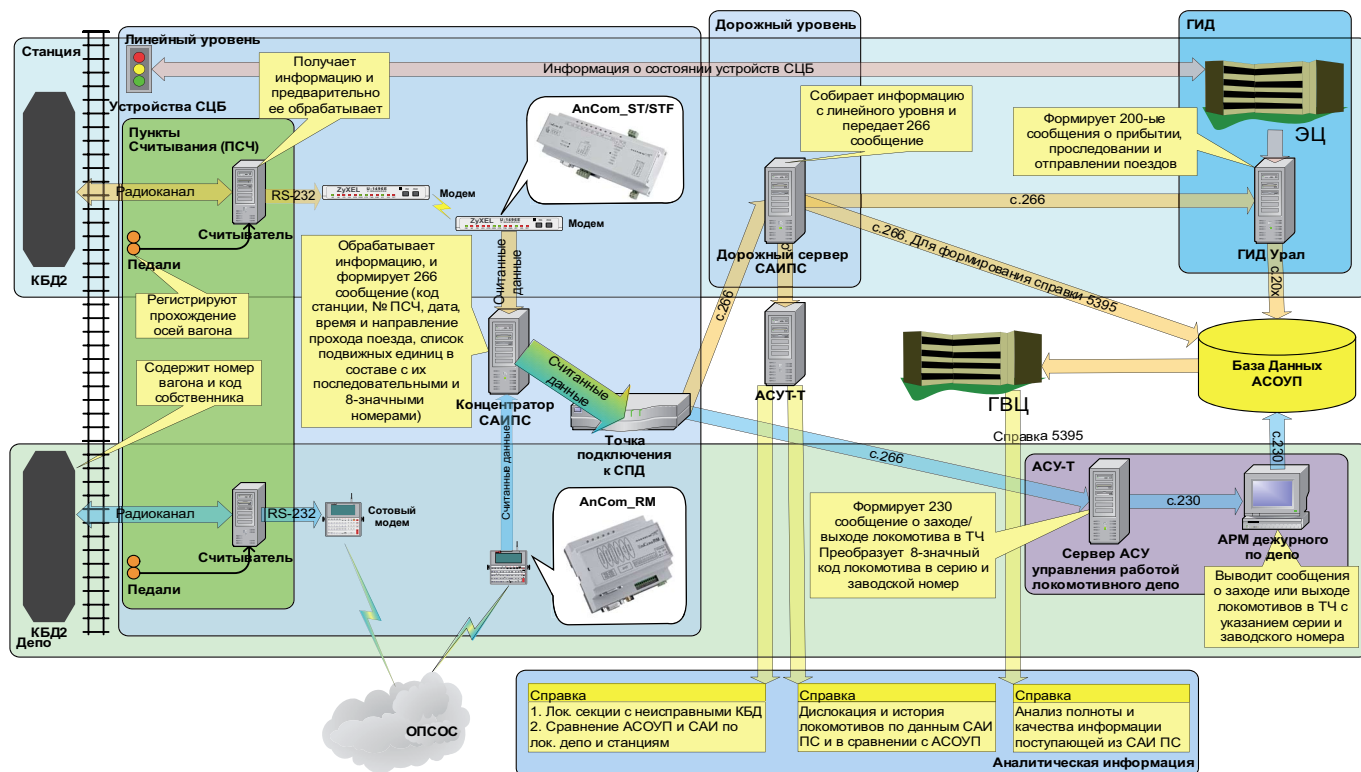 Станция
Линейный уровень
Дорожный уровень
ГИД
Получает
информацию и
предварительно
ее обрабатывает
Информация о состоянии устройств СЦБ
Устройства СЦБ
AnCom_ST/STF
Собирает информацию
с линейного уровня и
передает 266
сообщение
Формирует 200-ые
сообщения о прибытии,
проследовании и
отправлении поездов
ЭЦ
Пункты
Считывания (ПСЧ)
Радиоканал
RS-232
ZyXEL
Модем
ZyXEL
Модем
с.266
Считыватель
Педали
КБД2
Регистрируют
прохождение
осей вагона
Обрабатывает
информацию, и
формирует 266
сообщение (код
станции, № ПСЧ, дата,
время и направление
прохода поезда, список
подвижных единиц в
составе с их
последовательными и
8-значными
номерами)
Считанные
данные
Дорожный сервер
САИПС
с.266
с.266. Для формирования справки 5395
ГИД Урал
с.20х
Содержит номер
вагона и код
собственника
Концентратор
САИПС
Считанные
данные
АСУТ-Т
ГВЦ
База Данных
АСОУП
Точка
подключения
к СПД
Справка 5395
с.266
с.230
Считанные данные
АСУ-Т
с.230
Радиоканал
RS-232
Сотовый
модем
Считыватель
Педали
КБД2
Депо
AnCom_RM
Формирует 230
сообщение о заходе/
выходе локомотива в ТЧ
Преобразует 8-значный
код локомотива в серию и
заводской номер
Сервер АСУ
управления работой
локомотивного депо
АРМ дежурного
по депо
Выводит сообщения
о заходе или выходе
локомотивов в ТЧ с
указанием серии и
заводского номера
ОПСОС
Справка
1. Лок. секции с неисправными КБД
2. Сравнение АСОУП и САИ по
лок. депо и станциям
Справка
Дислокация и история
локомотивов по данным САИ
ПС и в сравнении с АСОУП
Справка
Анализ полноты и
качества информации
поступающей из САИ ПС
Аналитическая информация